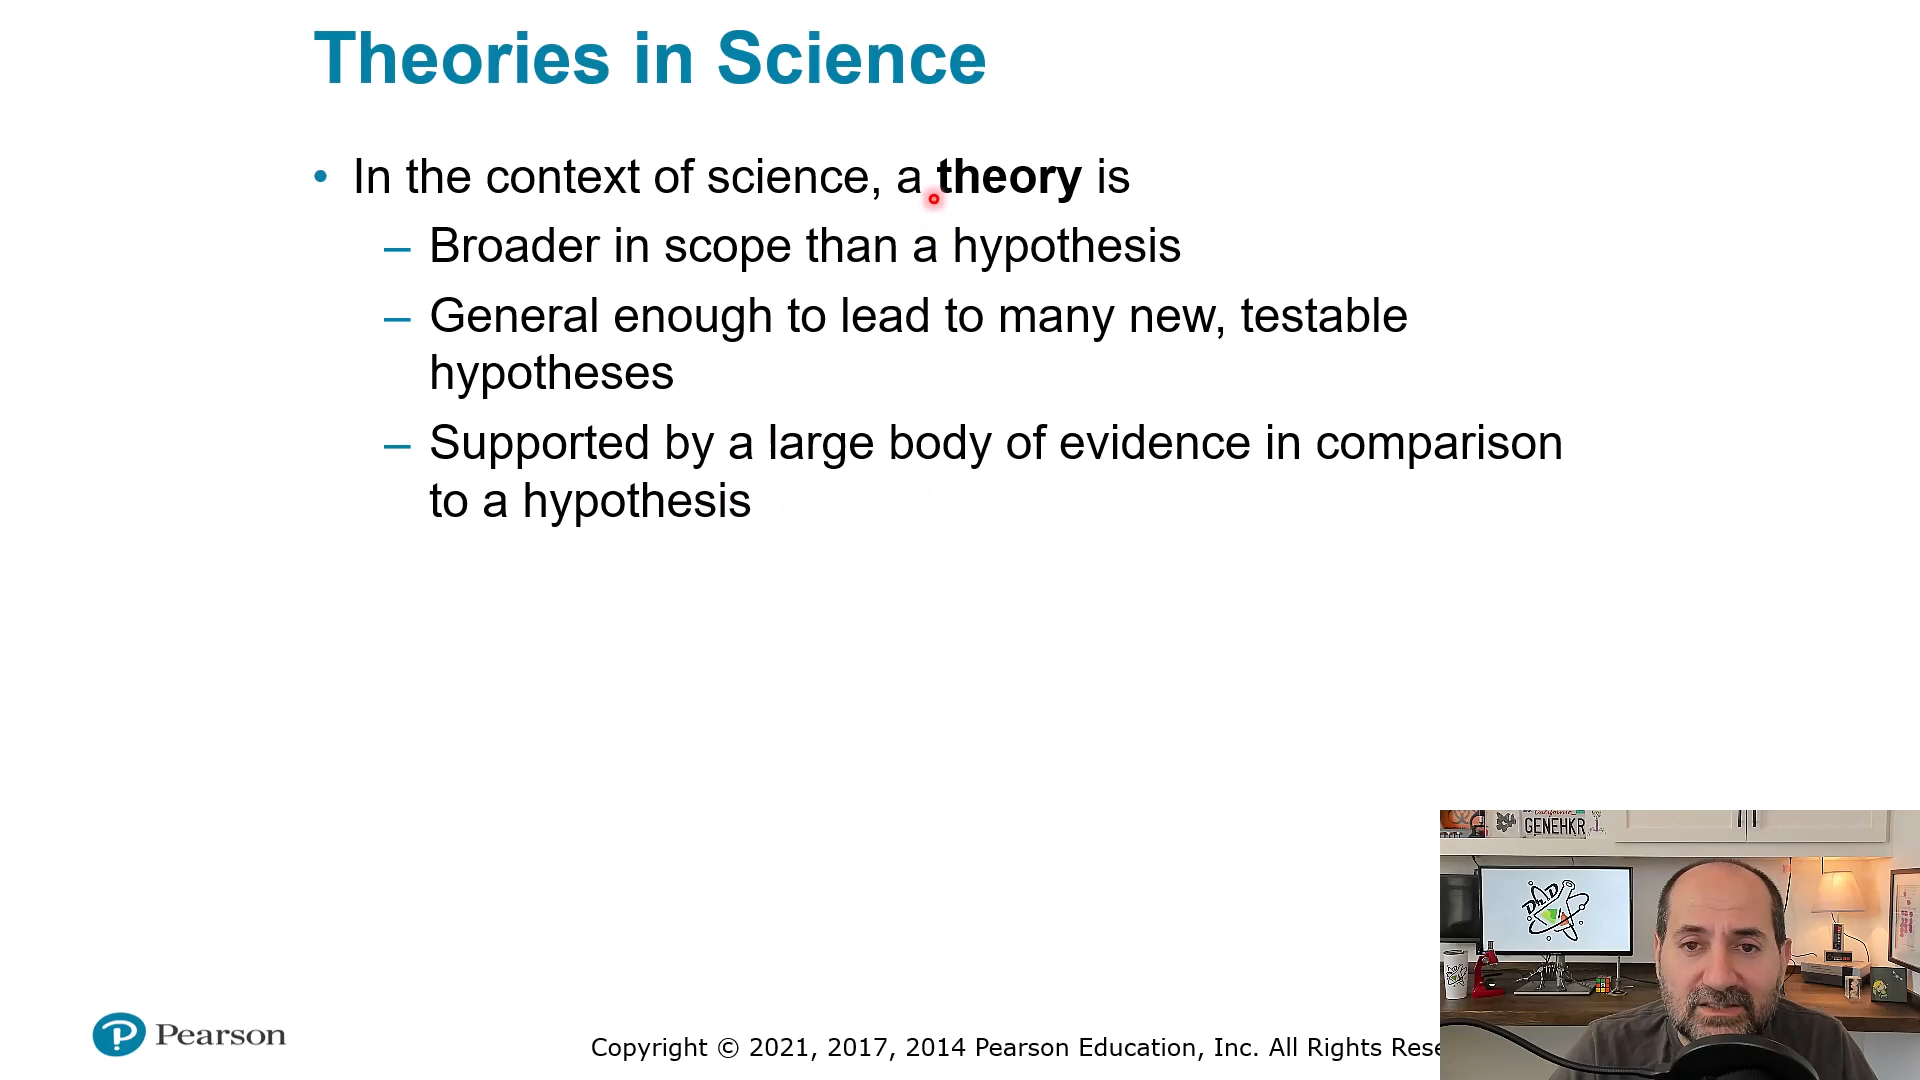 Theories in Science
• In the context of science, a theory is
– Broader in scope than a hypothesis
– General enough to lead to many new, testable
hypotheses
– Supported by a large body of evidence in comparison
to a hypothesis
Pearson
Copyright © 2021, 2017, 2014 Pearson Education, Inc. All Rights Rese
GENEHKR